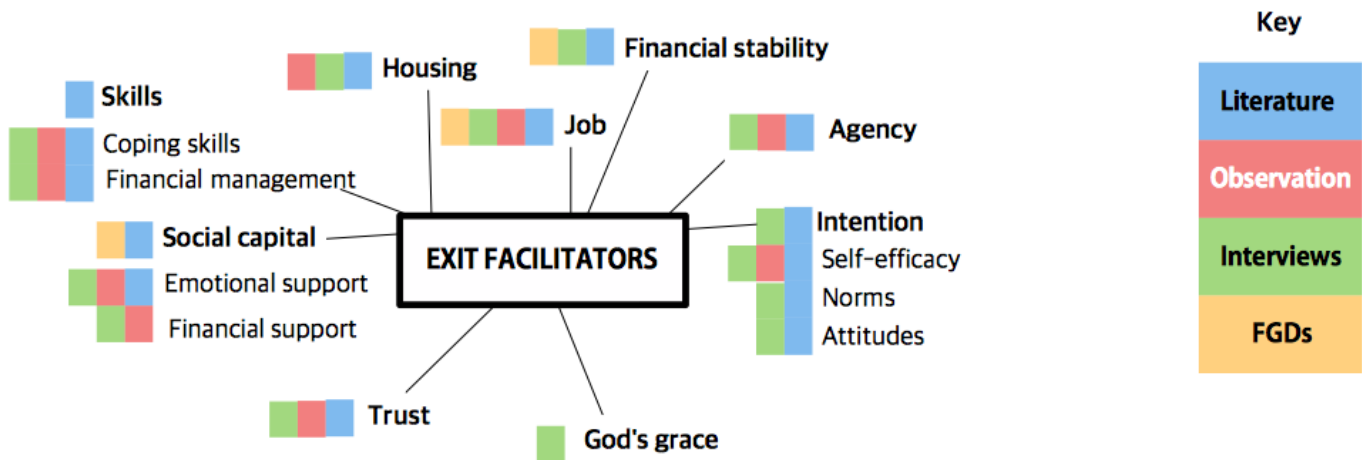 Key
Financial stability
Housing
Skills
Literature
Job
Agency
Coping skills
Financial management
Observation
Intention
Social capital
EXIT FACILITATORS
Self-efficacy
Interviews
Emotional support
Norms
Financial support
Attitudes
FGDs
Trust
God's grace